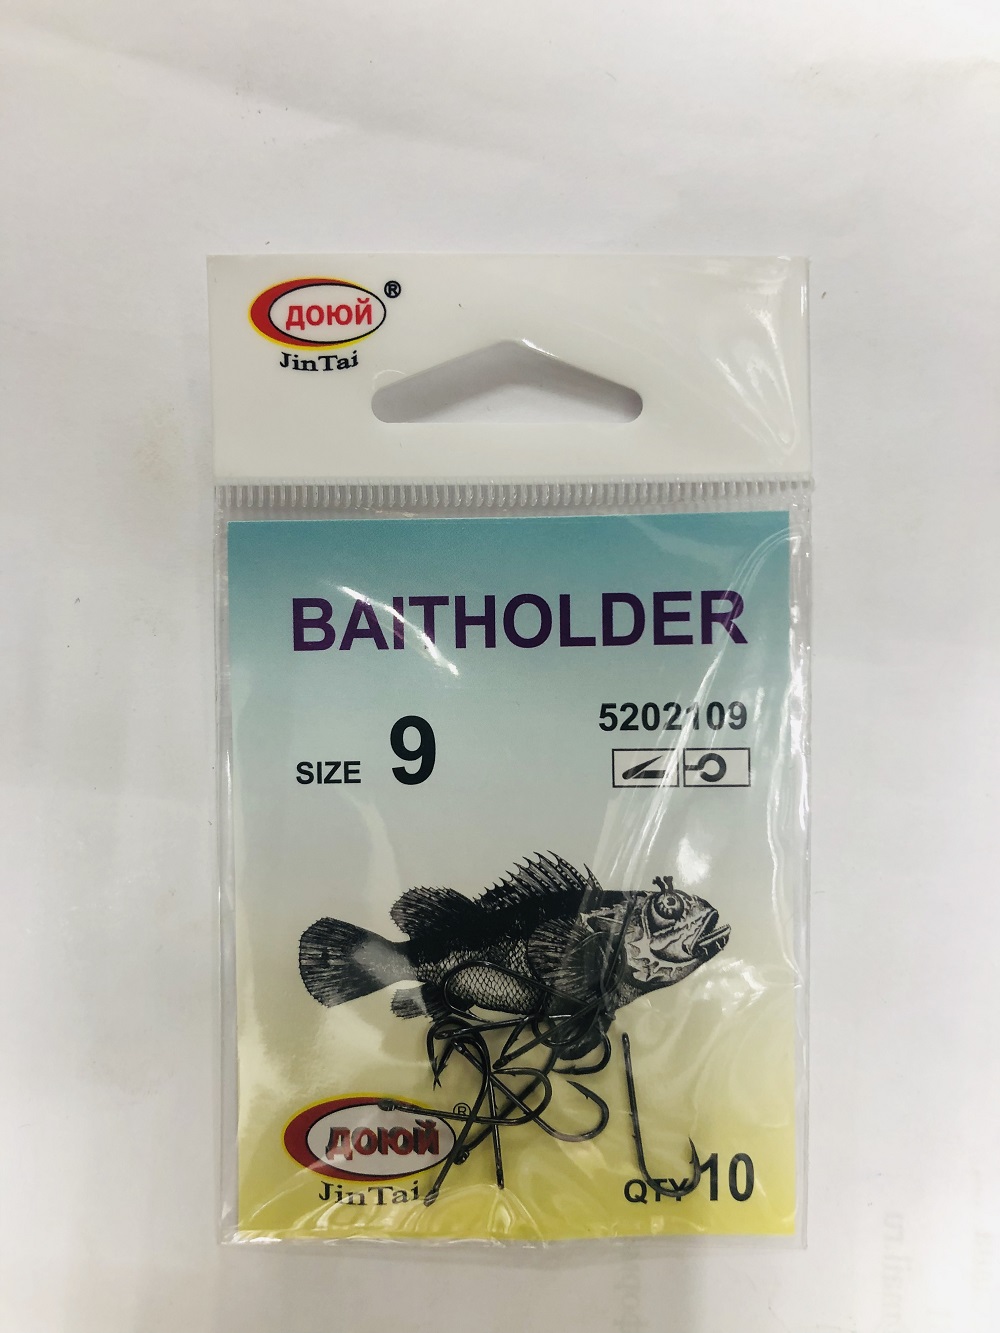 ДОЮЙ ®
JinTai
BAITHOLDER
5202109
SIZE 9
ДОЮЙ ®
JinTai
QTY 10